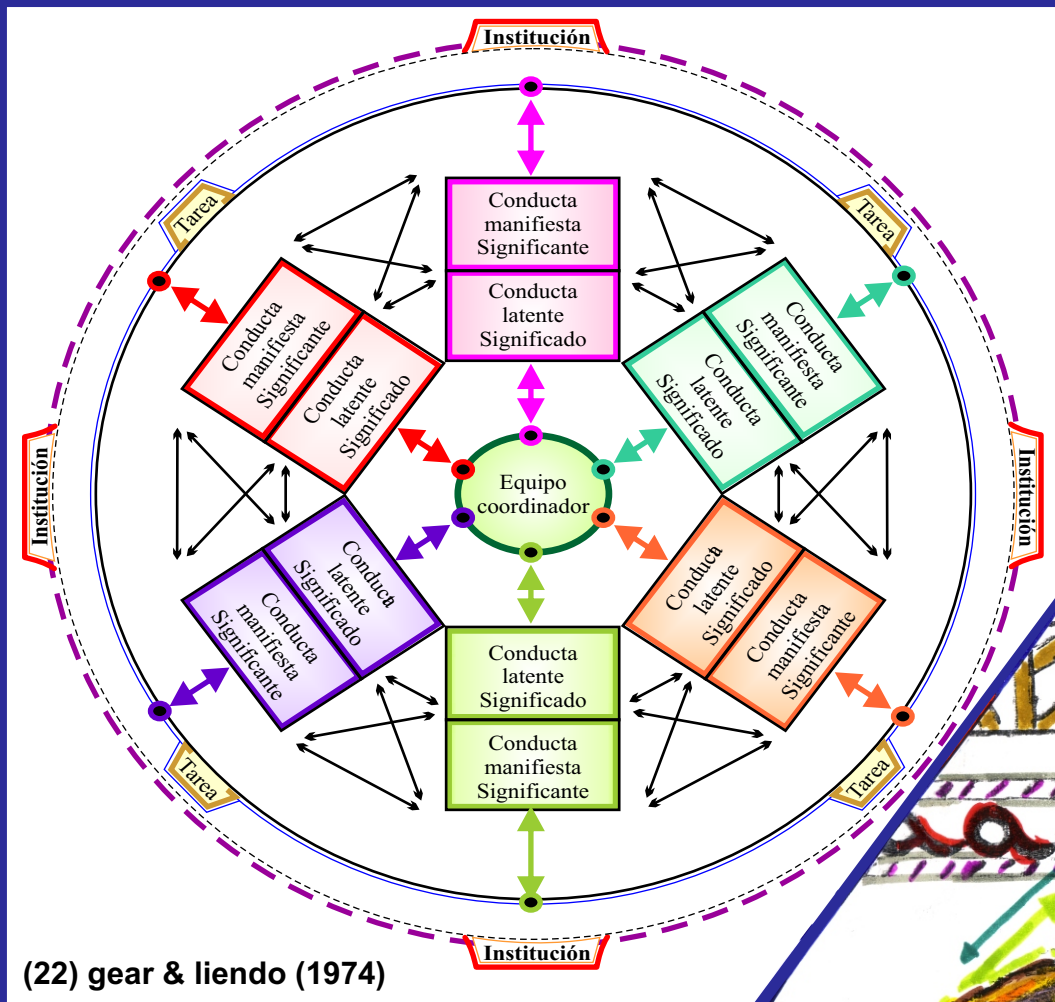 Institución
Tarea
Tarea
Conducta
manifiesta
Significante
Conducta
latente
Significado
Conducta
manifiesta
Significante
Conducta
latente
Significado
Conducta
manifiesta
Significante
Conducta
latente
Significado
Institución
Equipo
coordinador
Institución
Conducta
latente
Significado
Conducta
manifiesta
Significante
Conducta
latente
Significado
Conducta
manifiesta
Significante
Conducta
latente
Significado
Conducta
manifiesta
Significante
Tarea
Tarea
Institución
(22) gear & liendo (1974)